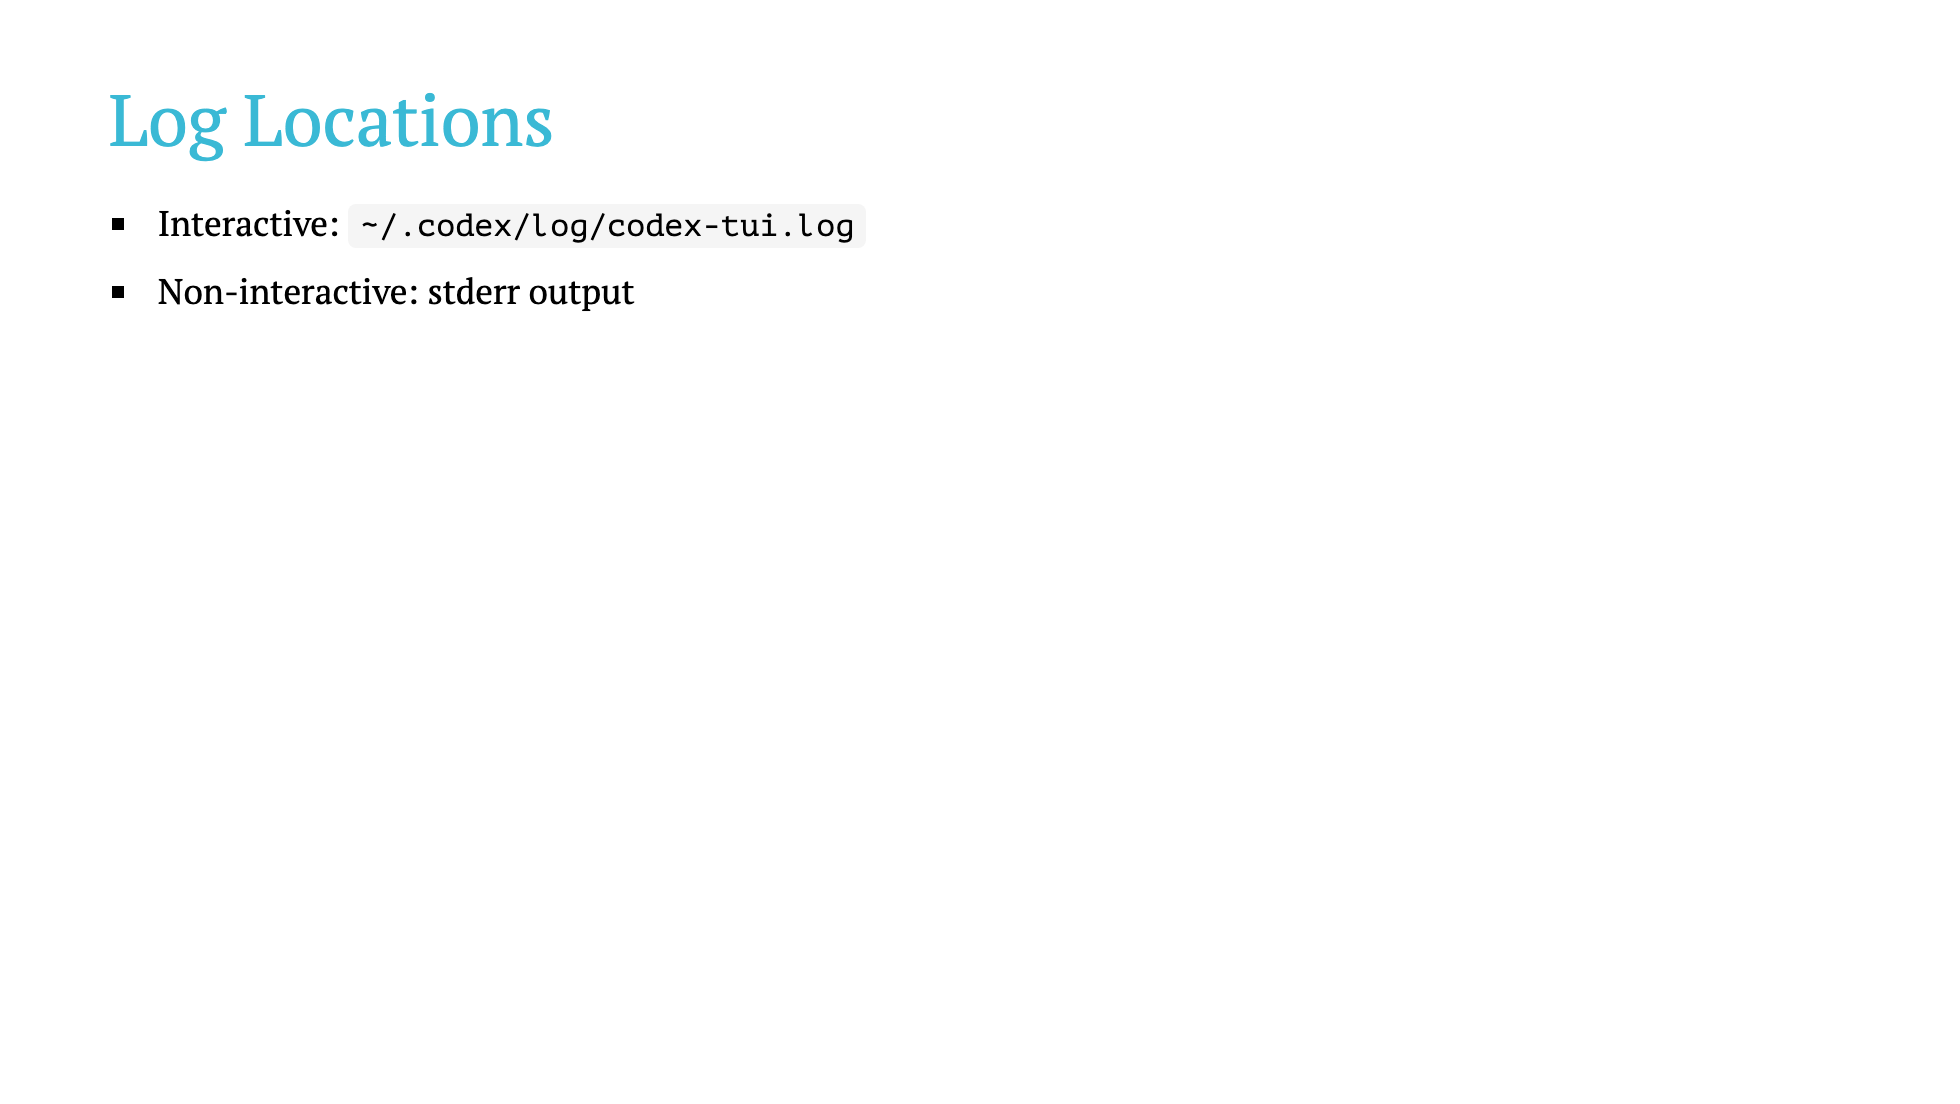 Log Locations
▪ Interactive: ~/.codex/log/codex-tui.log
▪ Non-interactive: stderr output